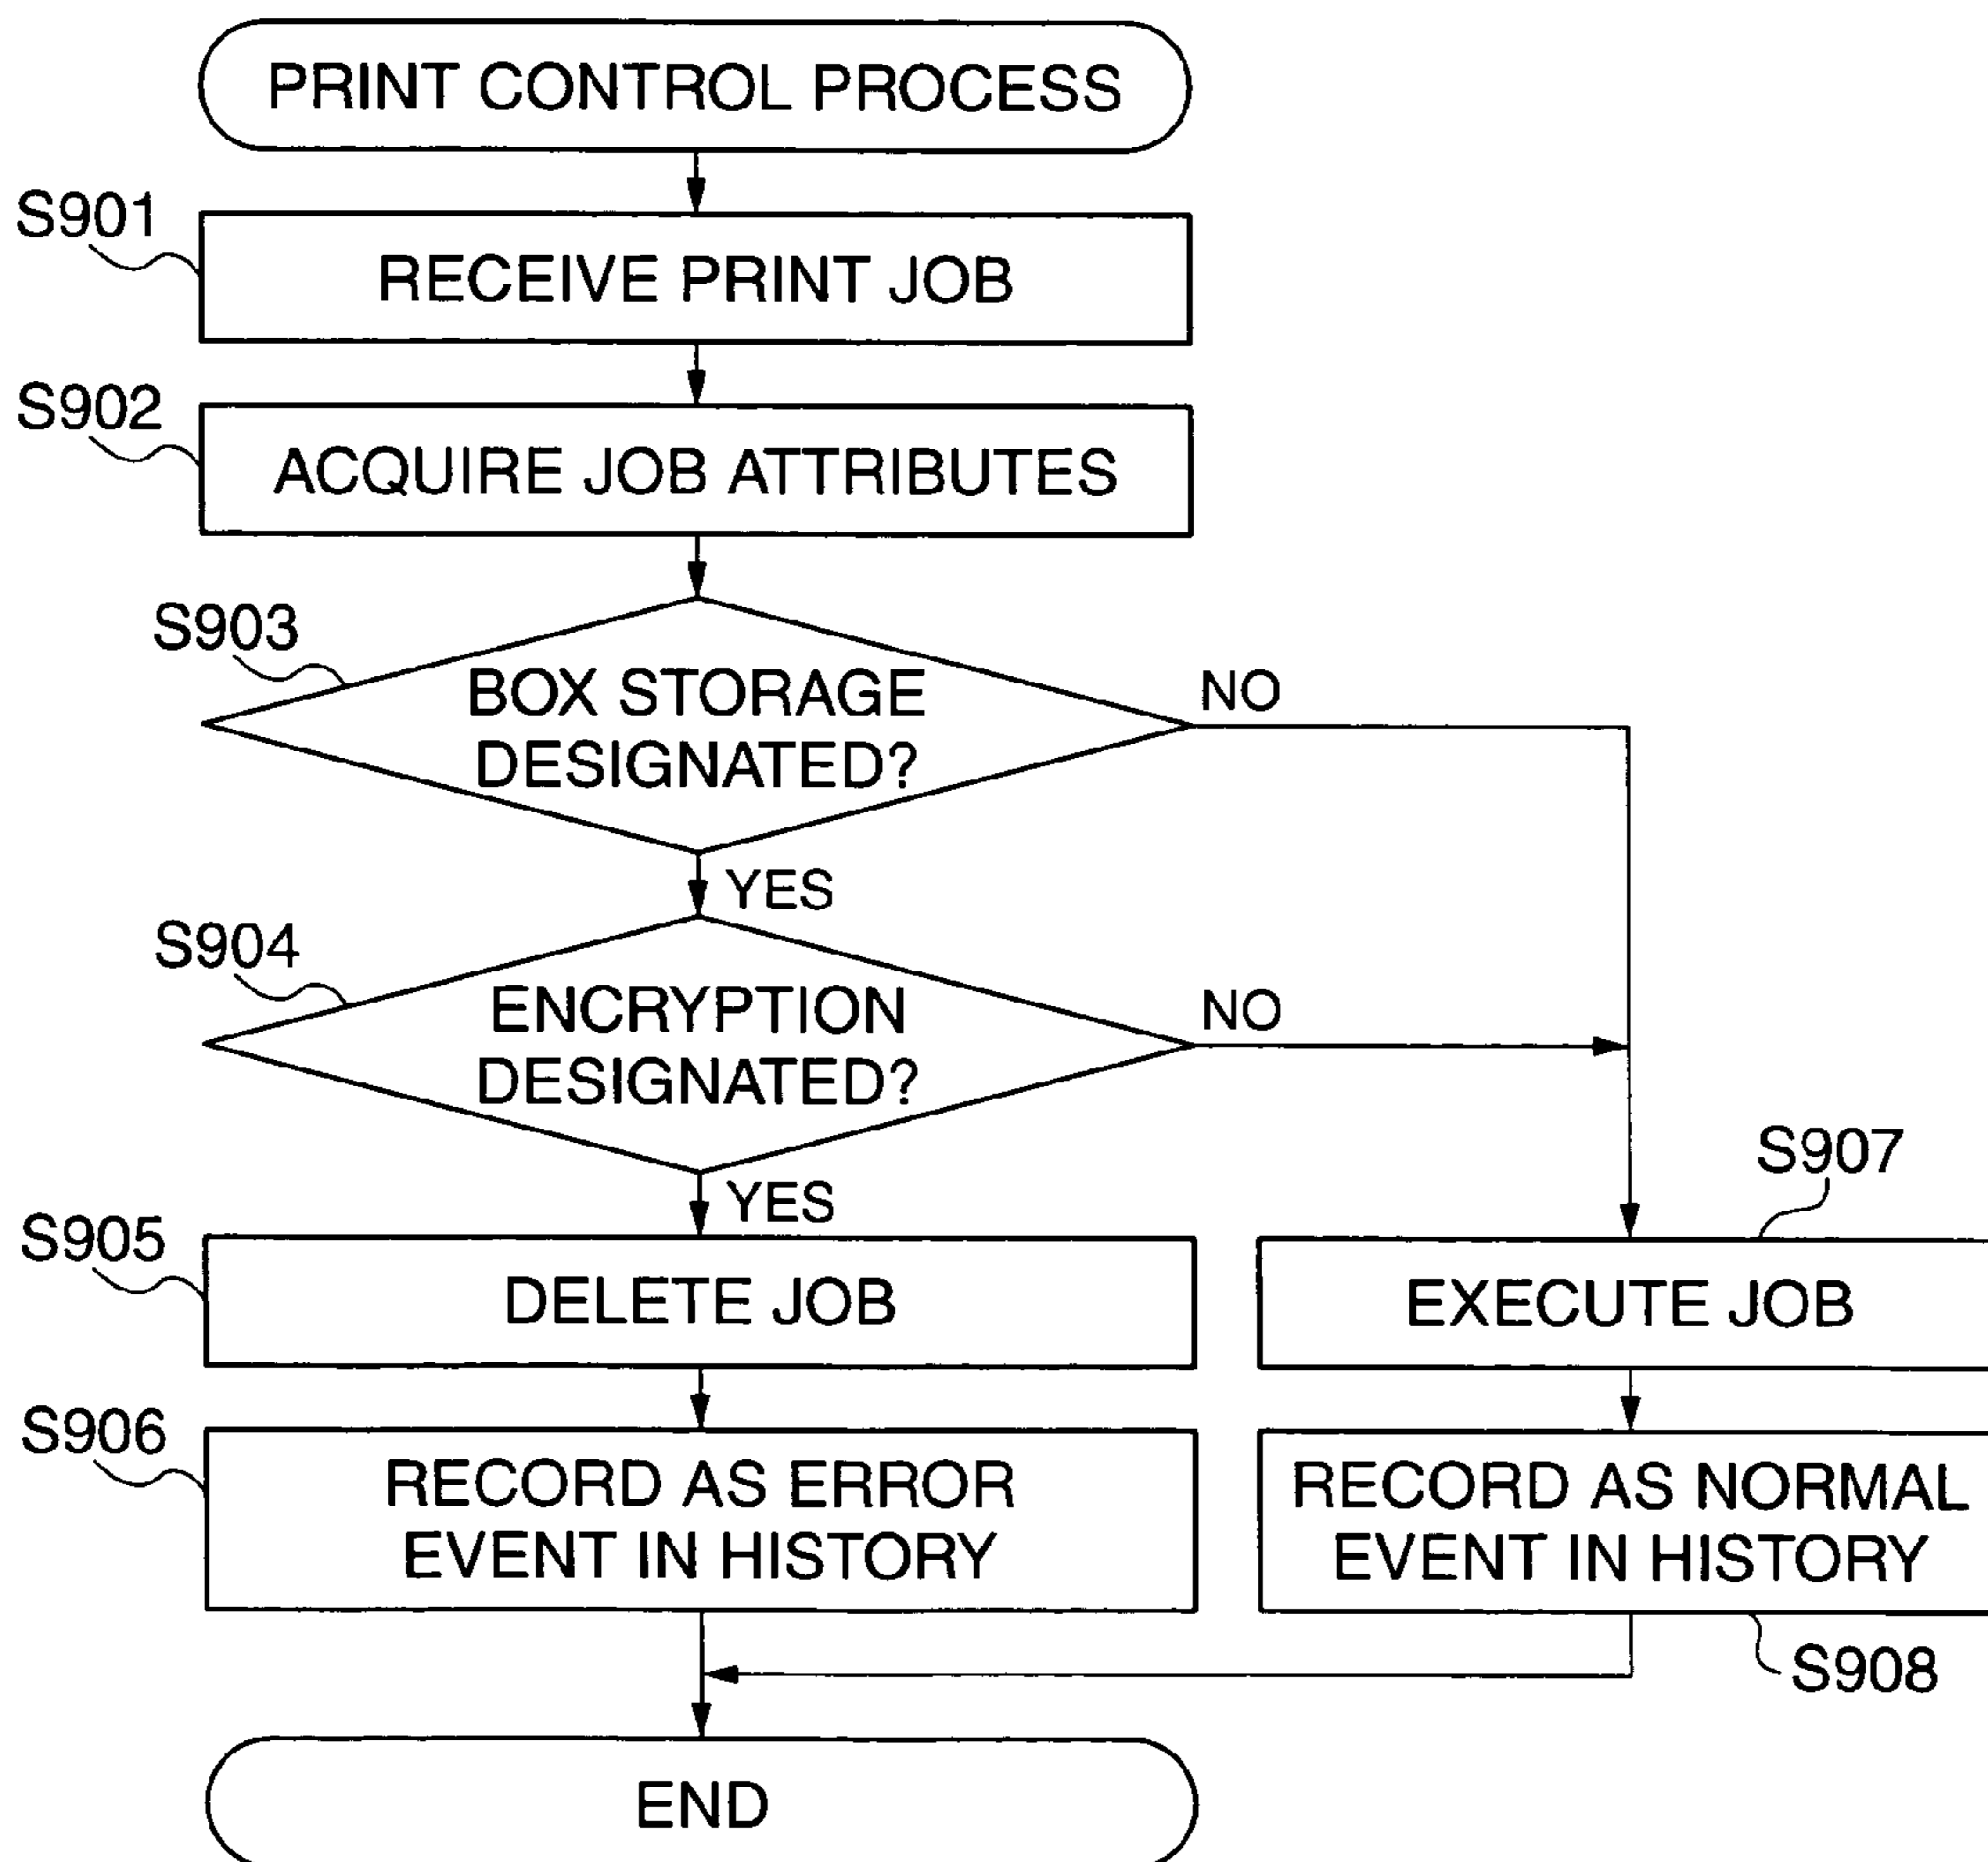 PRINT CONTROL PROCESS
S901
RECEIVE PRINT JOB
S902
ACQUIRE JOB ATTRIBUTES
S903
BOX STORAGE
DESIGNATED?
NO
YES
S904
ENCRYPTION
DESIGNATED?
NO
YES
S905
DELETE JOB
S907
EXECUTE JOB
S906
RECORD AS ERROR
EVENT IN HISTORY
RECORD AS NORMAL
EVENT IN HISTORY
S908
END